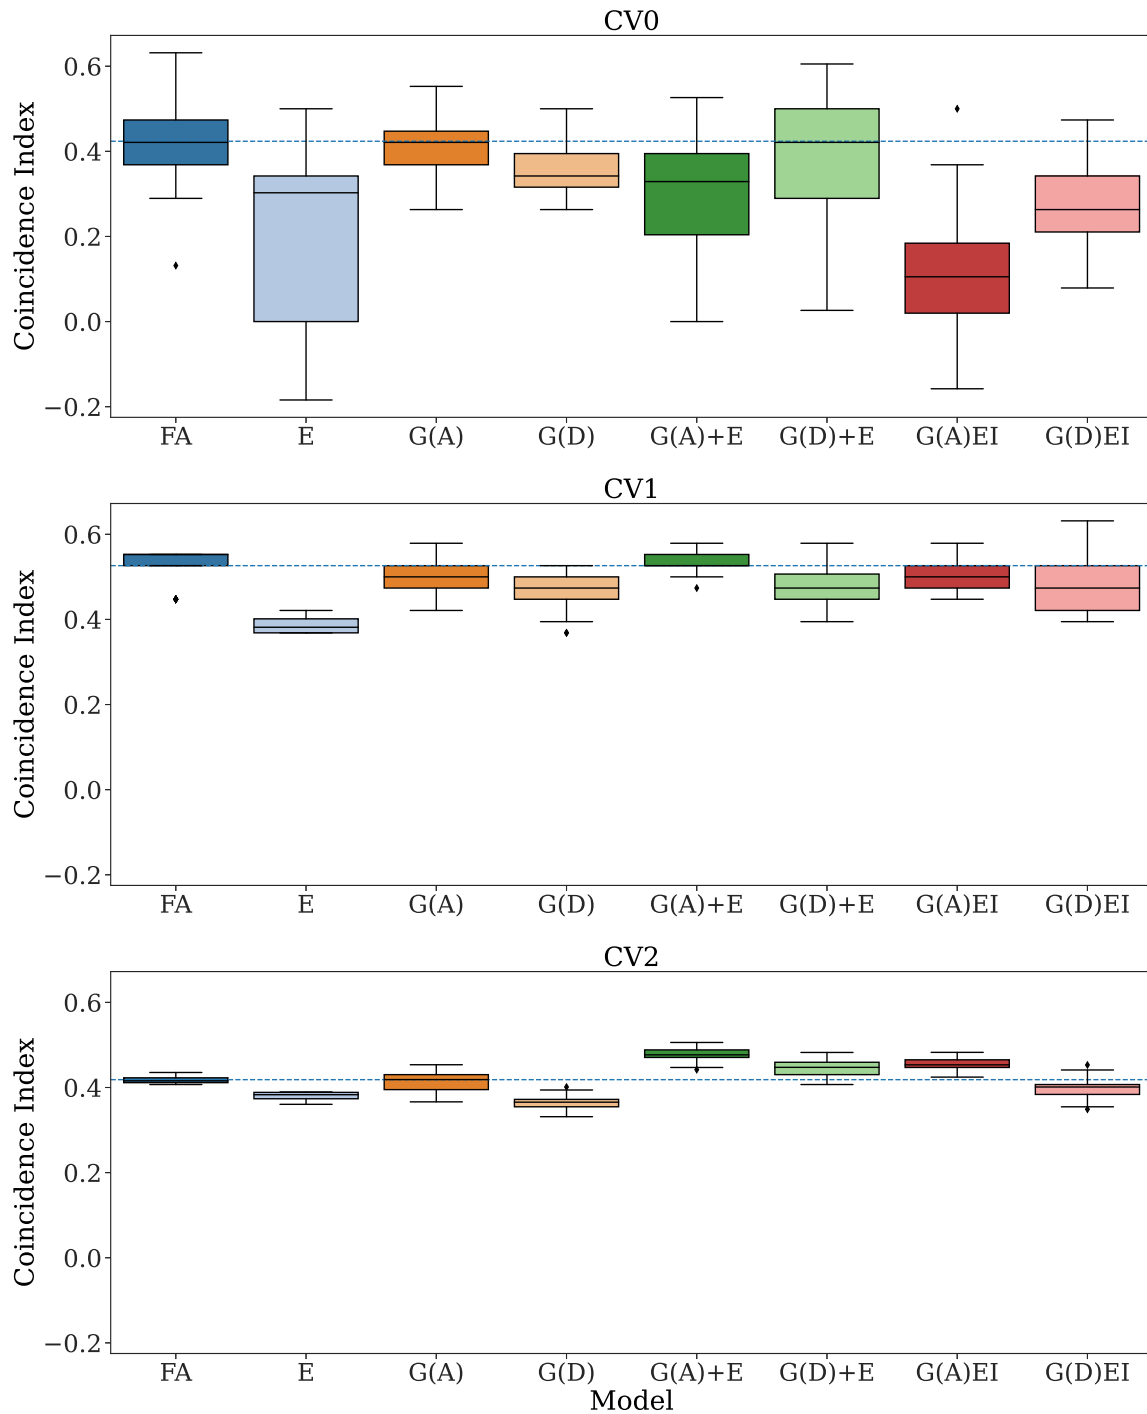 CV0
Coincidence Index
0.6
0.4
0.2
0.0
−0.2
FA E G(A) G(D) G(A)+E G(D)+E G(A)EI G(D)EI
CV1
Coincidence Index
0.6
0.4
0.2
0.0
−0.2
FA E G(A) G(D) G(A)+E G(D)+E G(A)EI G(D)EI
CV2
Coincidence Index
0.6
0.4
0.2
0.0
−0.2
FA E G(A) G(D) G(A)+E G(D)+E G(A)EI G(D)EI
Model